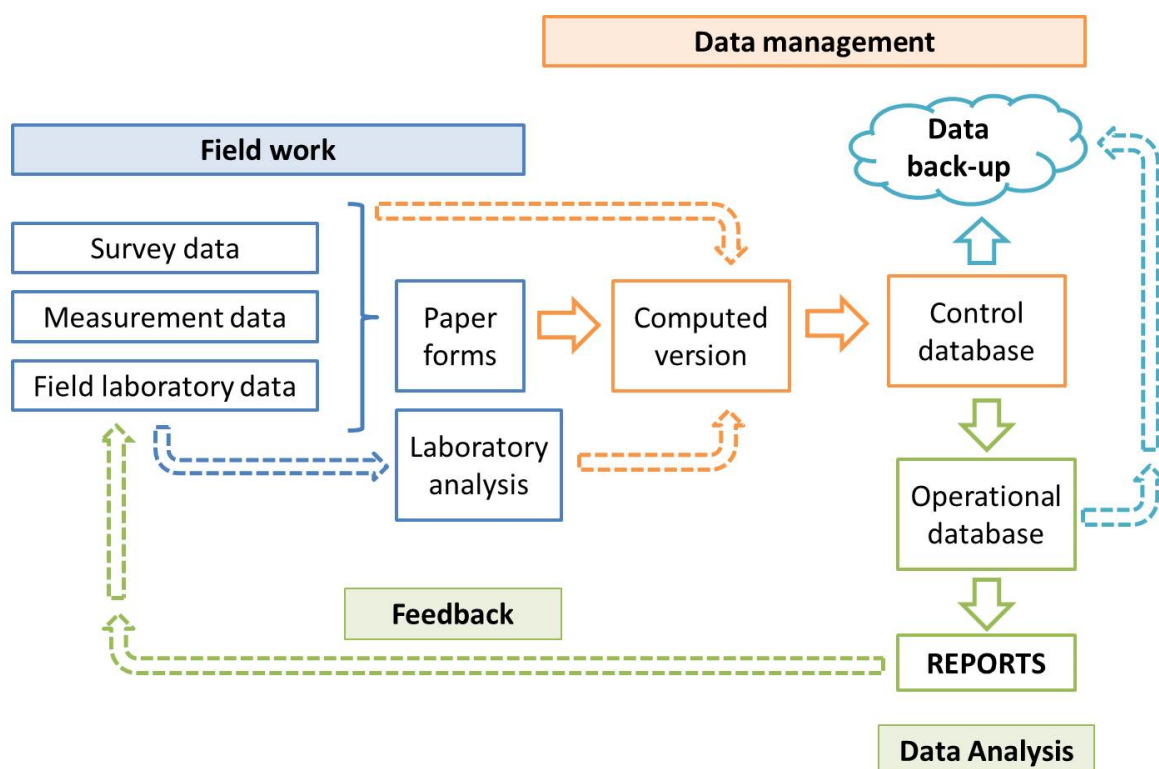 Data management
Data
back-up
Field work
Survey data
Measurement data
Field laboratory data
Paper
forms
Laboratory
analysis
Computed
version
Control
database
Operational
database
Feedback
REPORTS
Data Analysis